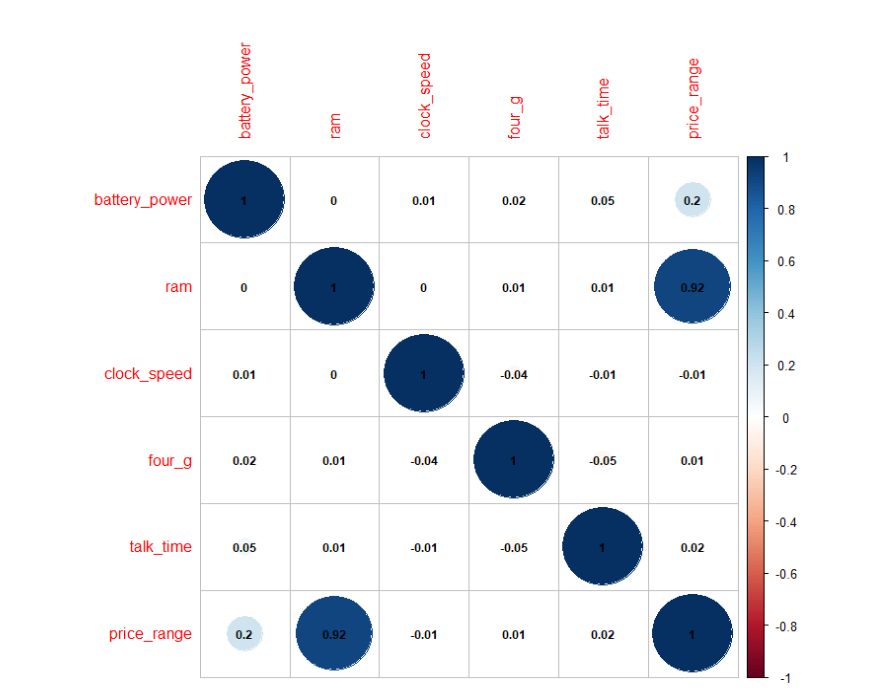 battery_power ram clock_speed four_g talk_time price_range
battery_power 1 0 0.01 0.02 0.05 0.2
ram 0 1 0 0.01 0.01 0.92
clock_speed 0.01 0 1 -0.04 -0.01 -0.01
four_g 0.02 0.01 -0.04 1 -0.05 0.01
talk_time 0.05 0.01 -0.01 -0.05 1 0.02
price_range 0.2 0.92 -0.01 0.01 0.02 1
1
0.8
0.6
0.4
0.2
0
-0.2
-0.4
-0.6
-0.8
-1